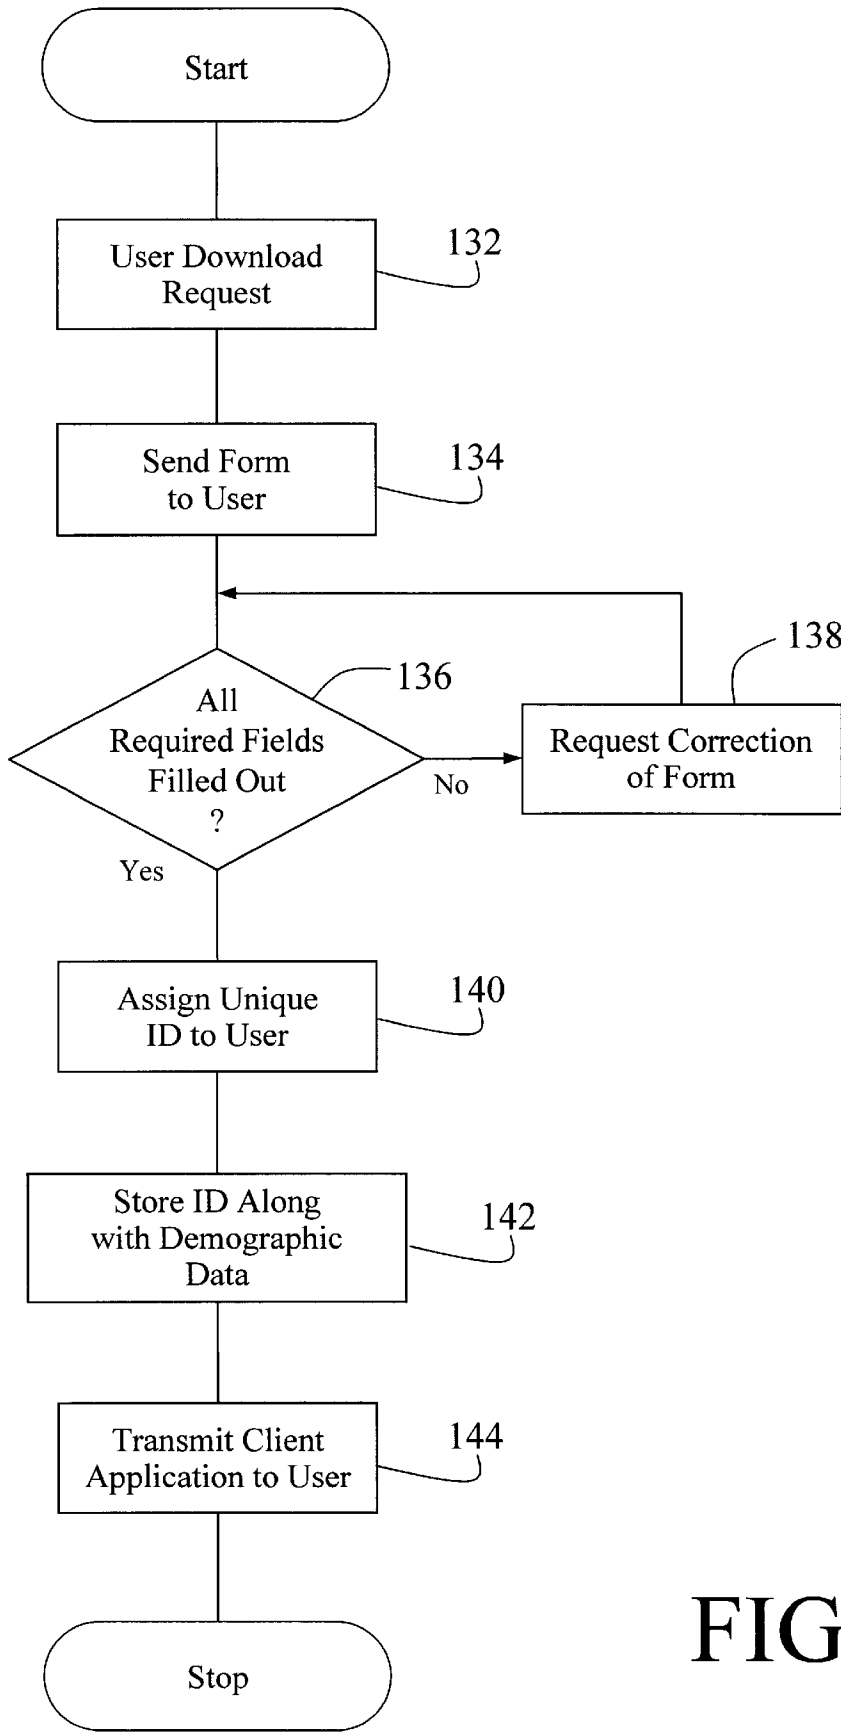 Start
User Download
Request
132
Send Form
to User
134
All
Required Fields
Filled Out
?
136
No
Request Correction
of Form
138
Yes
Assign Unique
ID to User
140
Store ID Along
with Demographic
Data
142
Transmit Client
Application to User
144
Stop
FIG